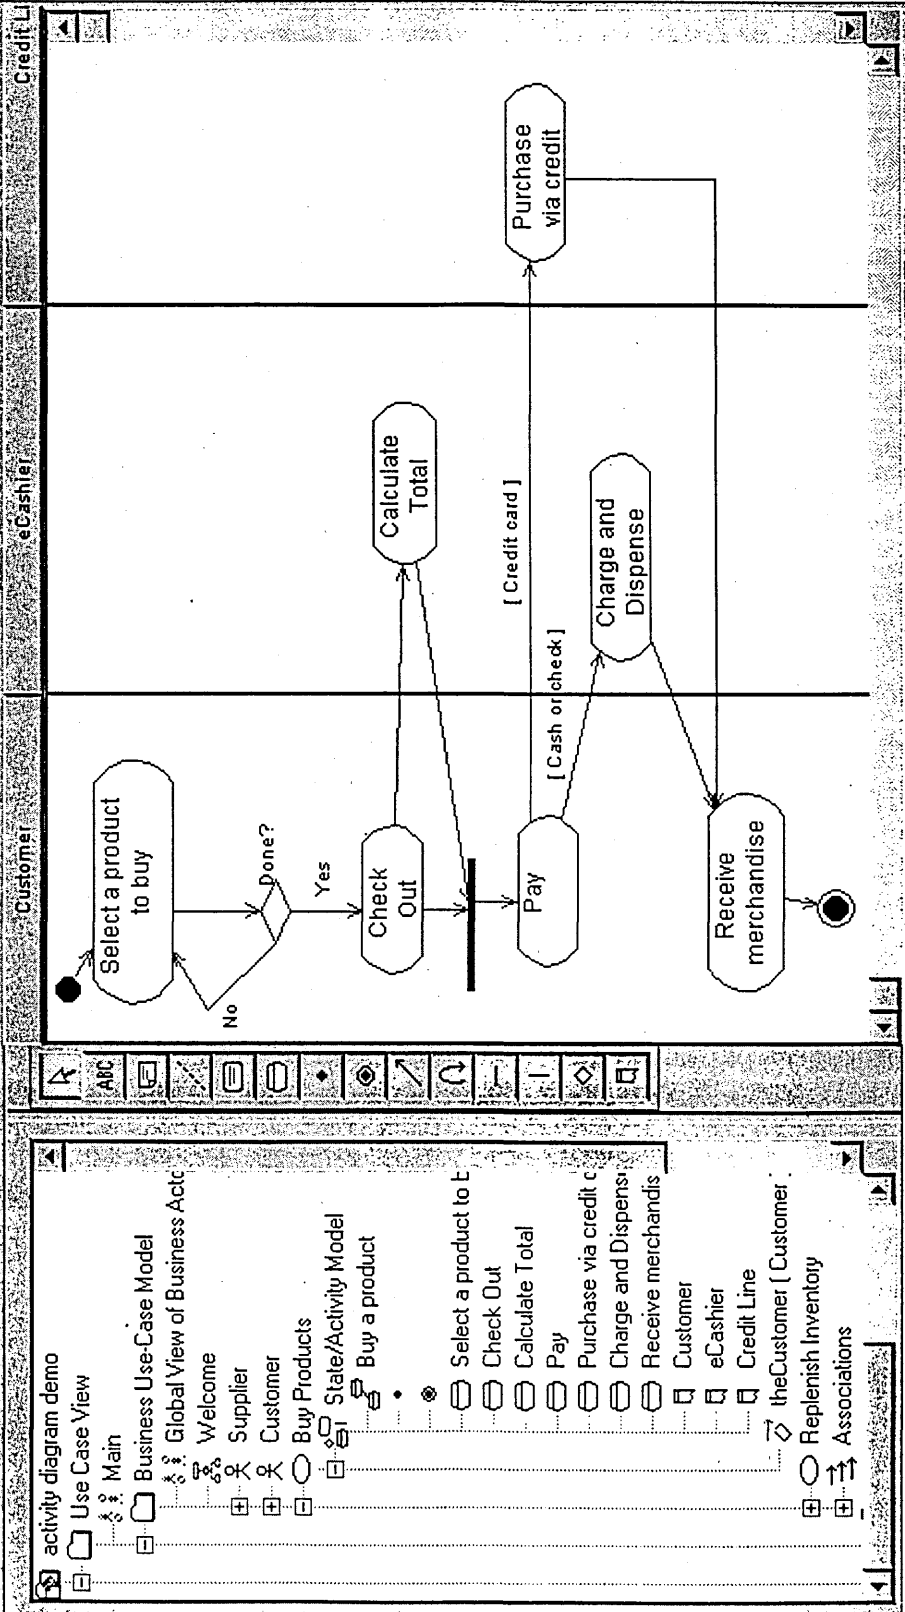 activity diagram demo
Use Case View
Main
Business Use-Case Model
Global View of Business Acto
Welcome
Supplier
Customer
Buy Products
State/Activity Model
Buy a product
Select a product to b
Check Out
Calculate Total
Pay
Purchase via credit c
Charge and Dispens
Receive merchandis
Customer
eCashier
Credit Line
theCustomer [ Customer ]
Replenish Inventory
Associations
ABC
Customer
eCashier
Credit Li
Select a product
to buy
No
Done?
Yes
Check
Out
Calculate
Total
Pay
[ Credit card ]
[ Cash or check ]
Purchase
via credit
Charge and
Dispense
Receive
merchandise